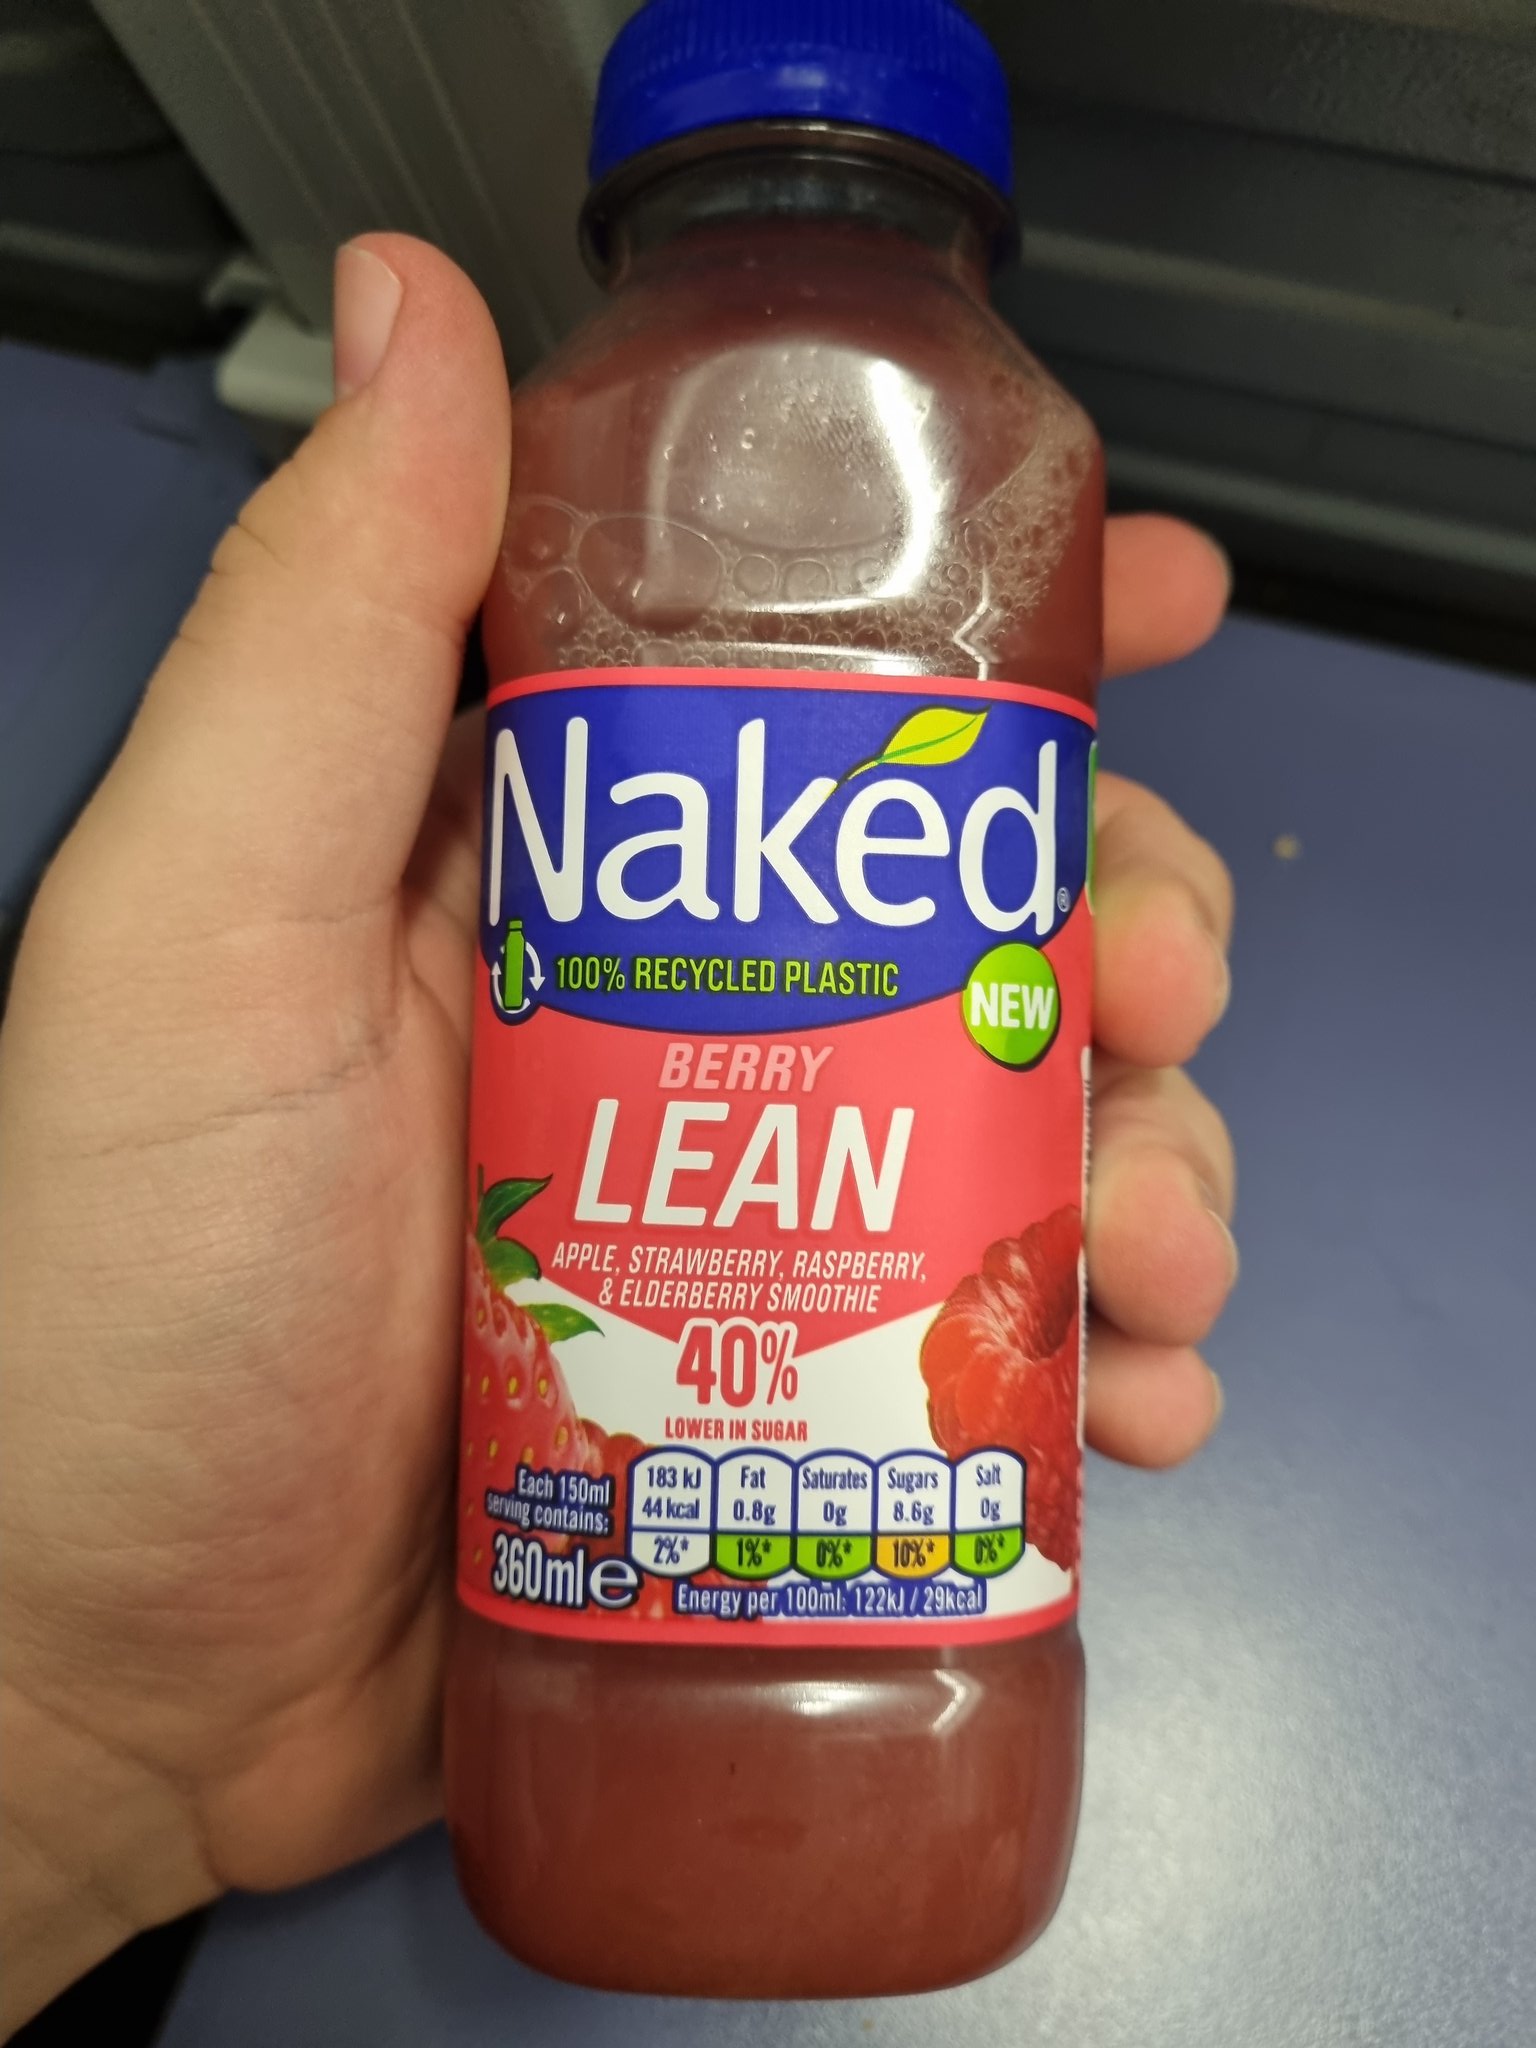 Naked®
100% RECYCLED PLASTIC
NEW
BERRY
LEAN
APPLE, STRAWBERRY, RASPBERRY,
& ELDERBERRY SMOOTHIE
40%
LOWER IN SUGAR
Each 150ml
serving contains:
183 kJ
44 kcal
2%*
Fat
0.8g
1%*
Saturates
0g
0%*
Sugars
8.6g
10%*
Salt
0g
0%*
360ml e
Energy per 100ml: 122kJ / 29kcal